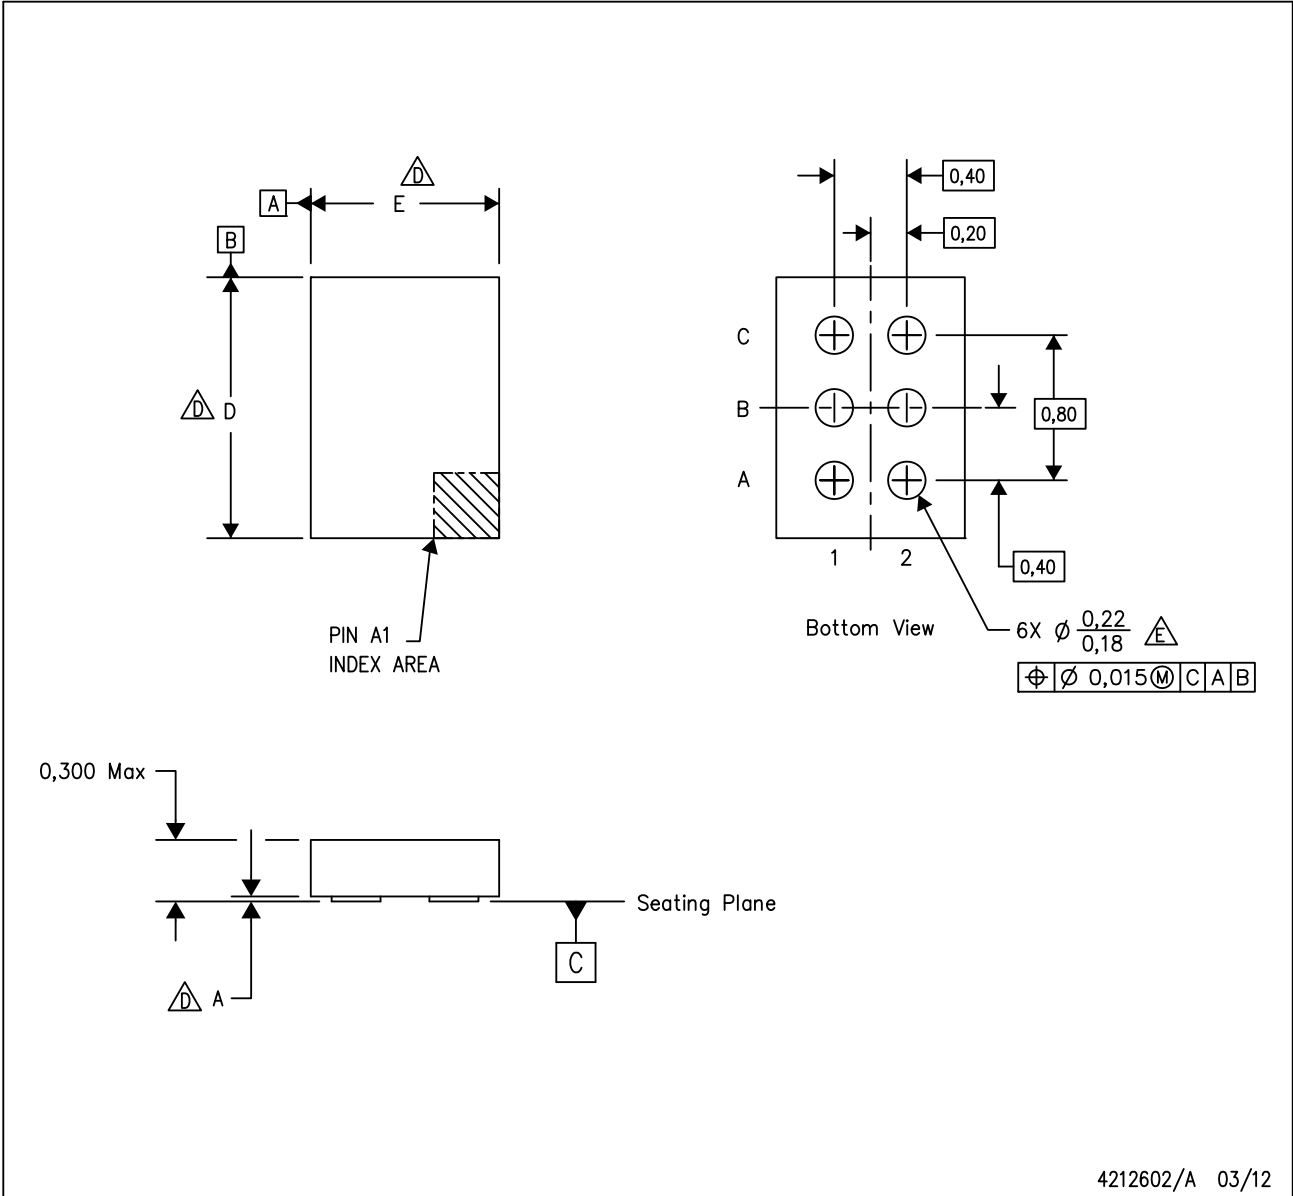 D
A
E
B
D D
PIN A1
INDEX AREA
0,40
0,20
C
B
A
0,80
0,40
1 2
Bottom View
6X Ø 0,22
0,18 E
⌖ Ø 0,015 Ⓜ C A B
0,300 Max
Seating Plane
C
D A
4212602/A 03/12